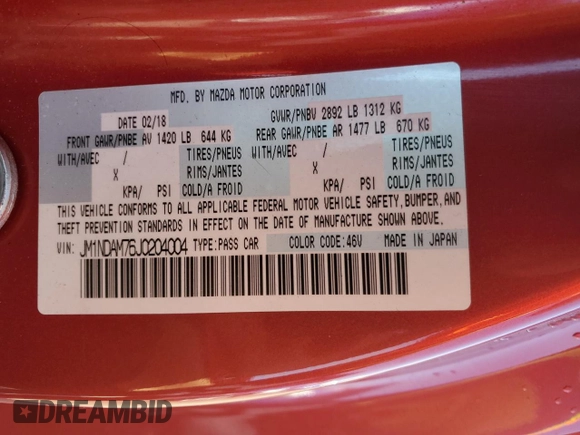 MFD. BY MAZDA MOTOR CORPORATION
DATE 02/18 GVWR/PNBV 2892 LB 1312 KG
FRONT GAWR/PNBE AV 1420 LB 644 KG REAR GAWR/PNBE AR 1477 LB 670 KG
WITH/AVEC / TIRES/PNEUS WITH/AVEC / TIRES/PNEUS
X RIMS/JANTES X RIMS/JANTES
KPA/ PSI COLD/A FROID KPA/ PSI COLD/A FROID
THIS VEHICLE CONFORMS TO ALL APPLICABLE FEDERAL MOTOR VEHICLE SAFETY, BUMPER, AND
THEFT PREVENTION STANDARDS IN EFFECT ON THE DATE OF MANUFACTURE SHOWN ABOVE.
VIN: JM1NDAM76J0204004 TYPE: PASS CAR COLOR CODE: 46V MADE IN JAPAN
DREAMBID